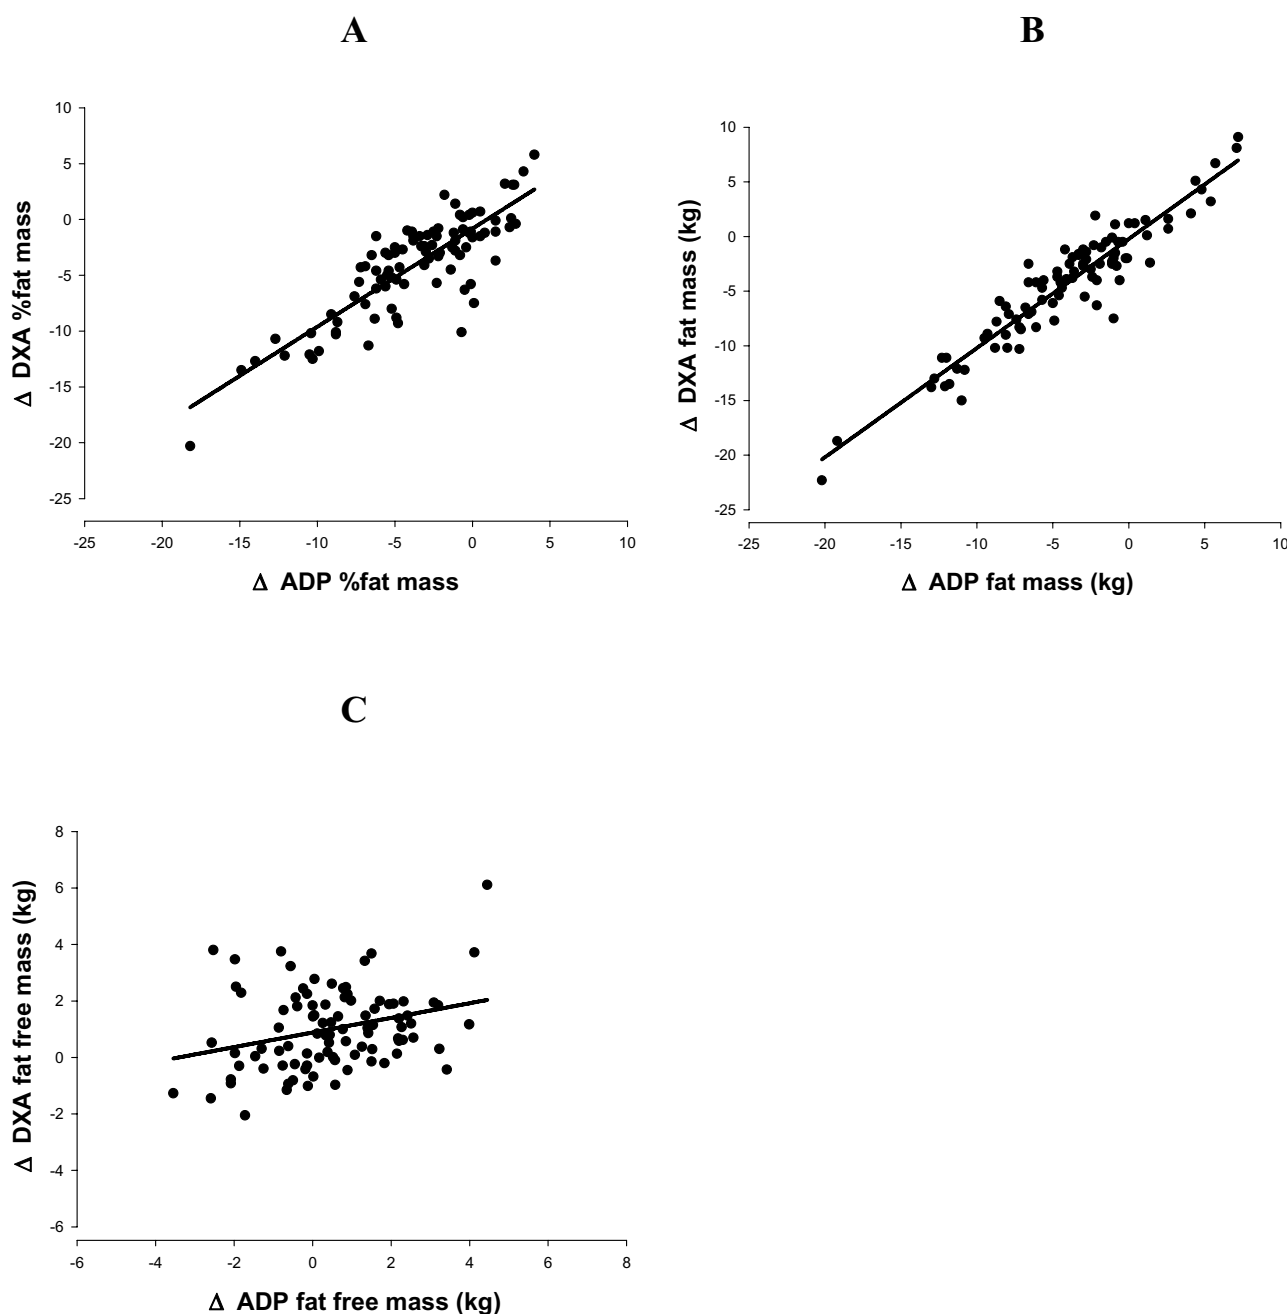 A
10
5
0
-5
-10
-15
-20
-25
-25 -20 -15 -10 -5 0 5 10
Δ DXA %fat mass
Δ ADP %fat mass
B
10
5
0
-5
-10
-15
-20
-25
-25 -20 -15 -10 -5 0 5 10
Δ DXA fat mass (kg)
Δ ADP fat mass (kg)
C
8
6
4
2
0
-2
-4
-6
-6 -4 -2 0 2 4 6 8
Δ DXA fat free mass (kg)
Δ ADP fat free mass (kg)